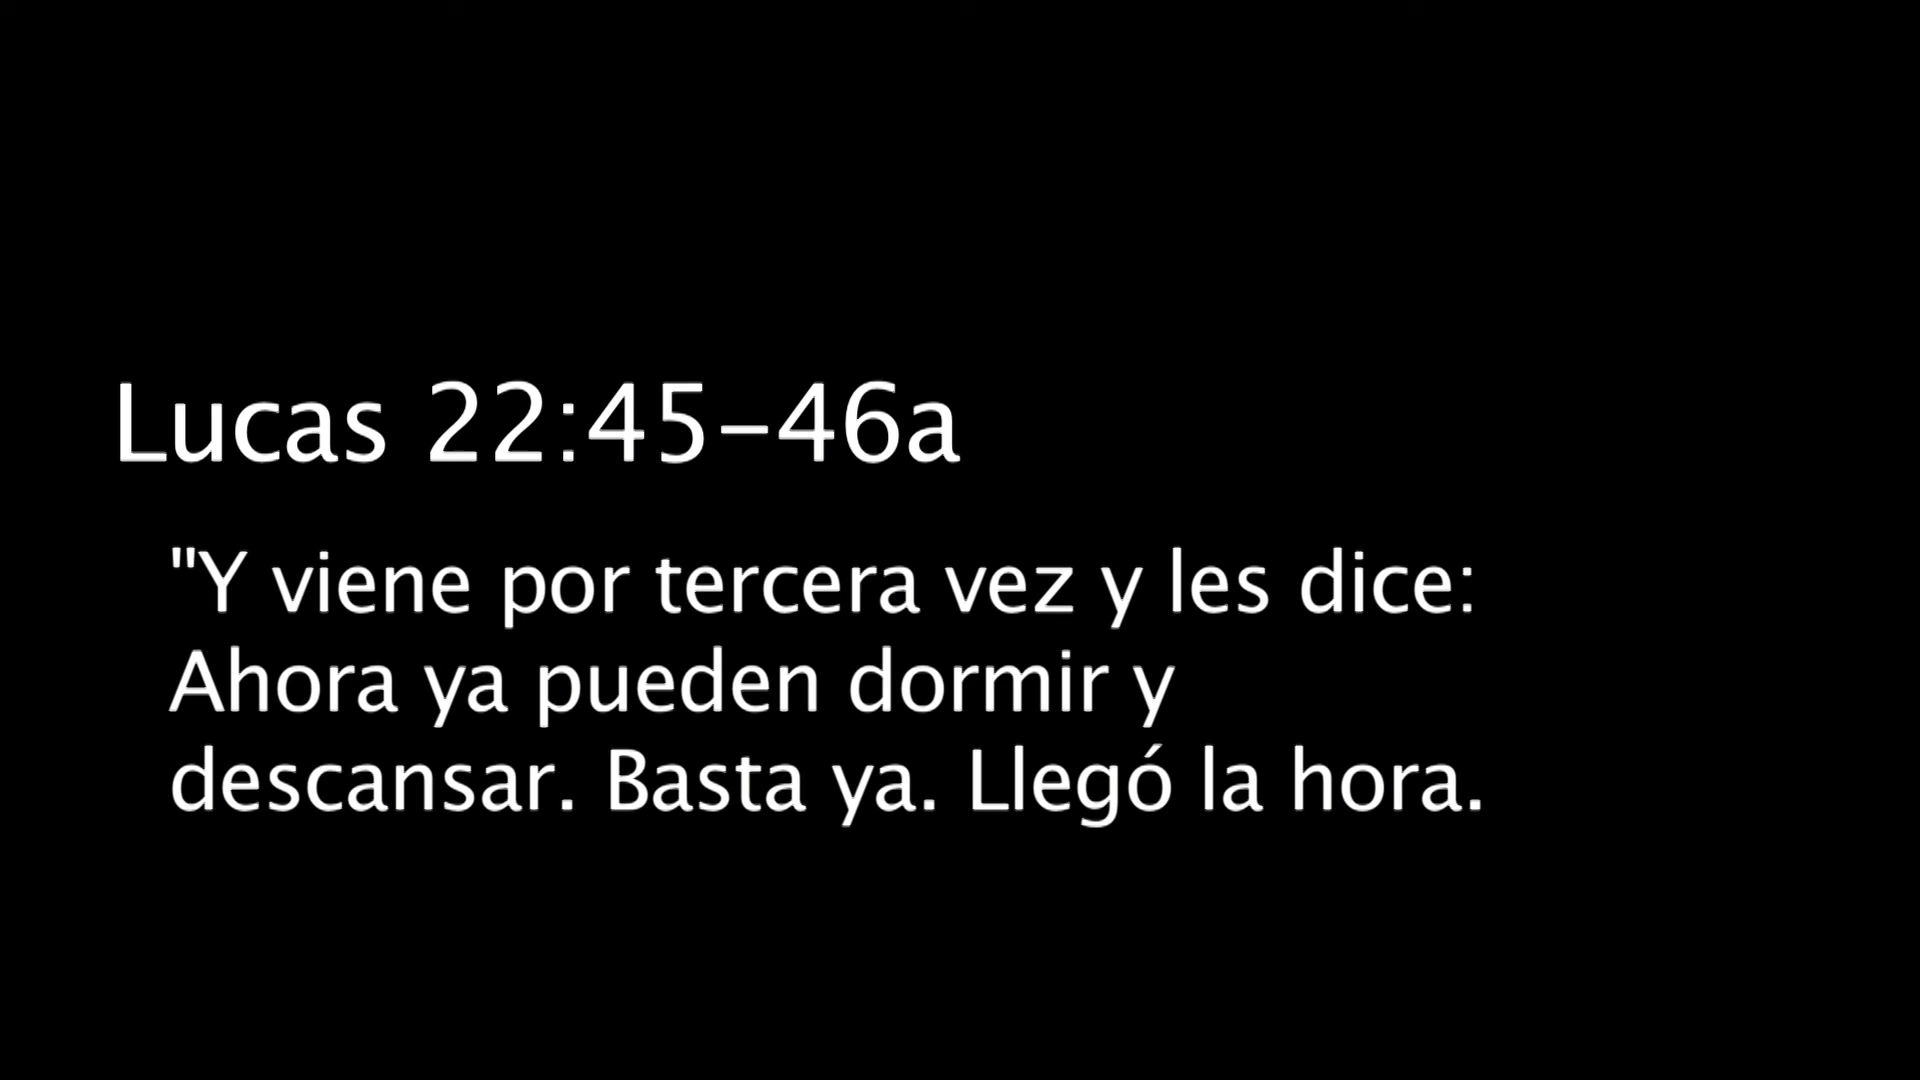 Lucas 22:45-46a
"Y viene por tercera vez y les dice:
Ahora ya pueden dormir y
descansar. Basta ya. Llegó la hora.